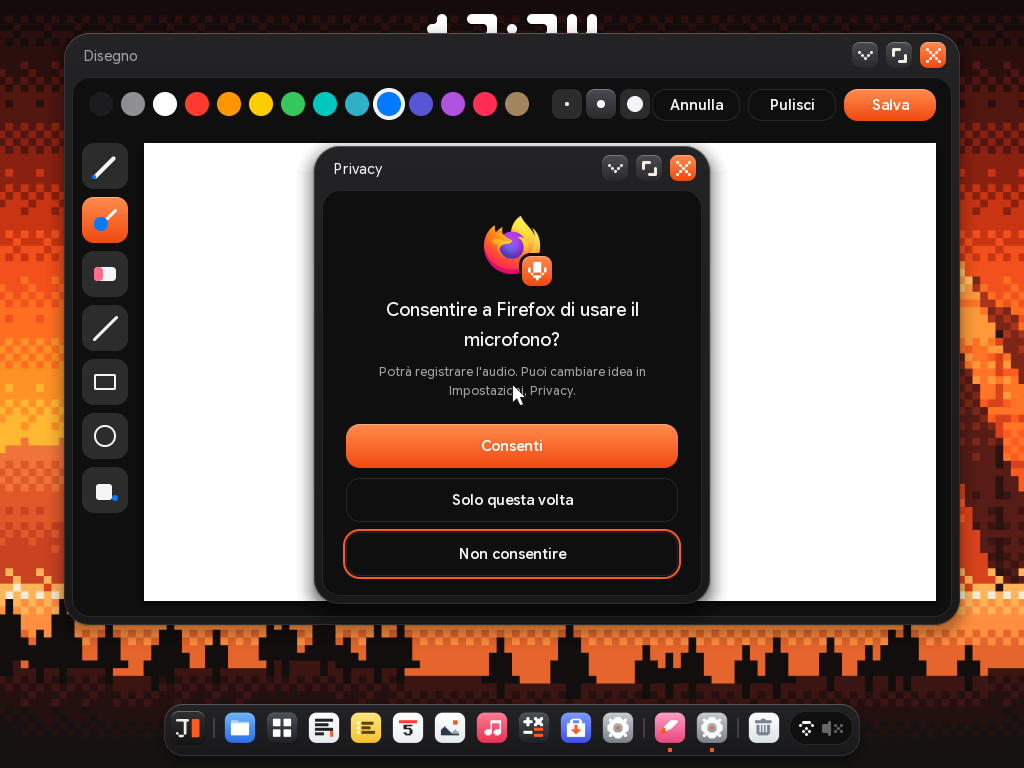 Disegno
Annulla
Pulisci
Salva
Privacy
Consentire a Firefox di usare il
microfono?
Potrà registrare l'audio. Puoi cambiare idea in
Impostazioni, Privacy.
Consenti
Solo questa volta
Non consentire
5